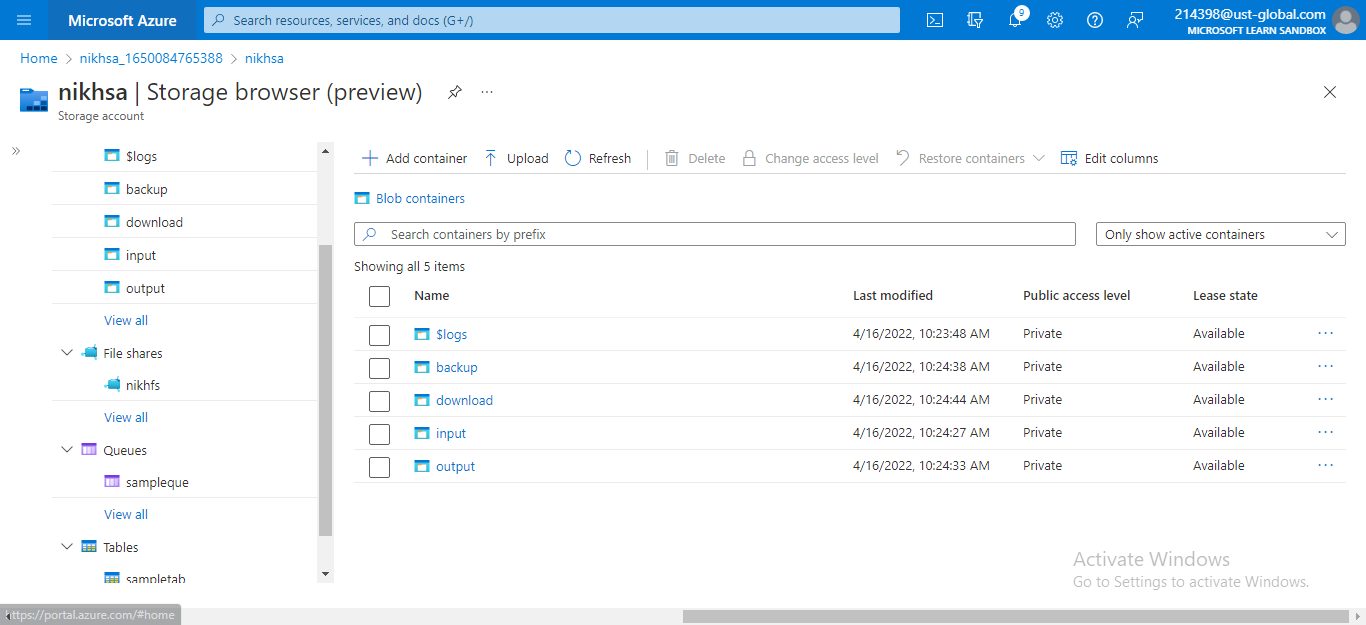 Microsoft Azure
Search resources, services, and docs (G+/)
9
214398@ust-global.com
MICROSOFT LEARN SANDBOX
Home > nikhsa_1650084765388 > nikhsa
nikhsa | Storage browser (preview)
Storage account
$logs
backup
download
input
output
View all
File shares
nikhfs
View all
Queues
sampleque
View all
Tables
sampletab
Add container Upload Refresh Delete Change access level Restore containers Edit columns
Blob containers
Search containers by prefix
Only show active containers
Showing all 5 items
Name Last modified Public access level Lease state
$logs 4/16/2022, 10:23:48 AM Private Available
backup 4/16/2022, 10:24:38 AM Private Available
download 4/16/2022, 10:24:44 AM Private Available
input 4/16/2022, 10:24:27 AM Private Available
output 4/16/2022, 10:24:33 AM Private Available
Activate Windows
Go to Settings to activate Windows.
https://portal.azure.com/#home